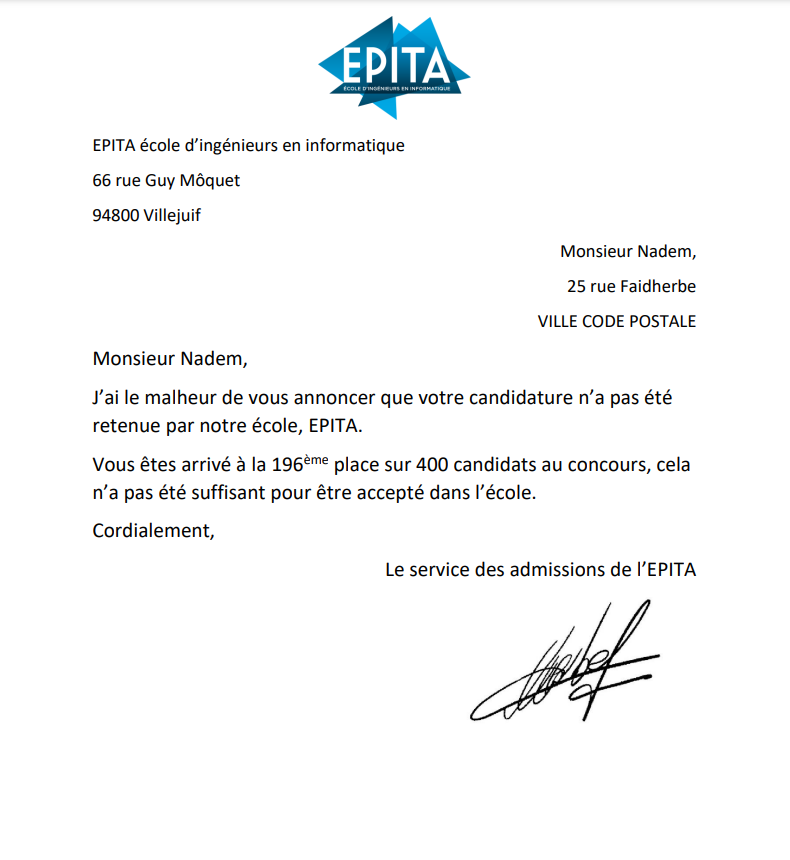 EPITA
ÉCOLE D'INGÉNIEURS EN INFORMATIQUE
EPITA école d’ingénieurs en informatique
66 rue Guy Môquet
94800 Villejuif
Monsieur Nadem,
25 rue Faidherbe
VILLE CODE POSTALE
Monsieur Nadem,
J’ai le malheur de vous annoncer que votre candidature n’a pas été
retenue par notre école, EPITA.
Vous êtes arrivé à la 196ème place sur 400 candidats au concours, cela
n’a pas été suffisant pour être accepté dans l’école.
Cordialement,
Le service des admissions de l’EPITA